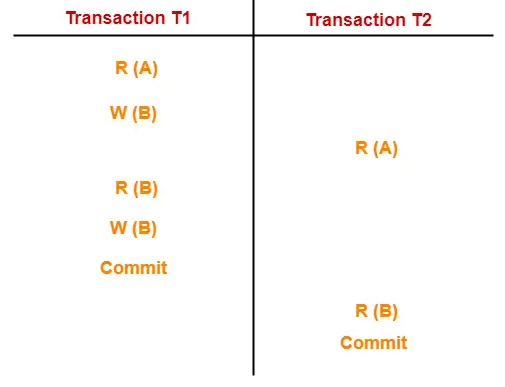 Transaction T1 Transaction T2
R (A)
W (B)
R (A)
R (B)
W (B)
Commit
R (B)
Commit